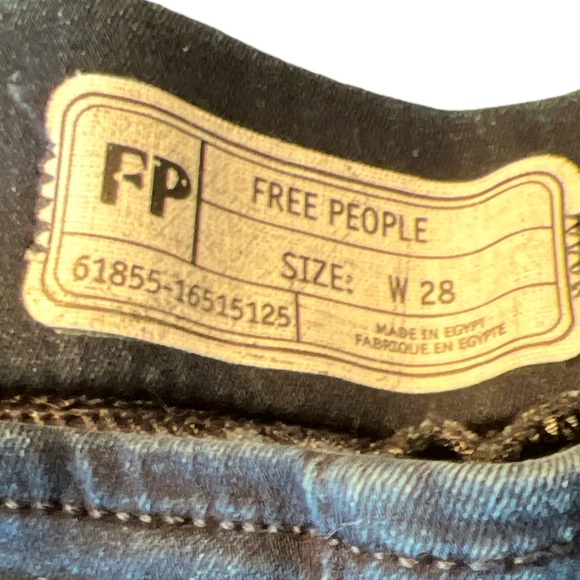 FP
FREE PEOPLE
SIZE: W 28
61855-16515125
MADE IN EGYPT
FABRIQUE EN EGYPTE